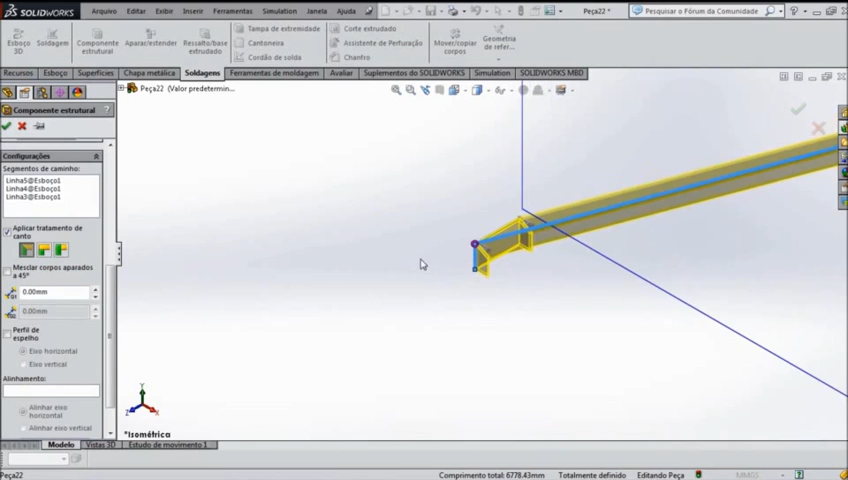 SOLIDWORKS Arquivo Editar Exibir Inserir Ferramentas Simulation Janela Ajuda Peça22 * Pesquisar o Fórum da Comunidade
Esboço 3D
Soldagem
Componente estrutural
Aparar/estender
Ressalto/base extrudado
Tampa de extremidade
Cantoneira
Cordão de solda
Corte extrudado
Assistente de Perfuração
Chanfro
Mover/copiar corpos
Geometria de refer...
Recursos Esboço Superfícies Chapa metálica Soldagens Ferramentas de moldagem Avaliar Suplementos do SOLIDWORKS Simulation SOLIDWORKS MBD
Peça22 (Valor predetermin...
Componente estrutural ?
Configurações
Segmentos de caminho:
Linha5@Esboço1
Linha4@Esboço1
Linha3@Esboço1
Aplicar tratamento de
canto
Mesclar corpos aparados
a 45°
0.00mm
0.00mm
Perfil de
espelho
Eixo horizontal
Eixo vertical
Alinhamento:
Alinhar eixo
horizontal
Alinhar eixo vertical
Y
Z X
*Isométrica
Modelo Vistas 3D Estudo de movimento 1
Peça22 Comprimento total: 6778.43mm Totalmente definido Editando Peça MMGS